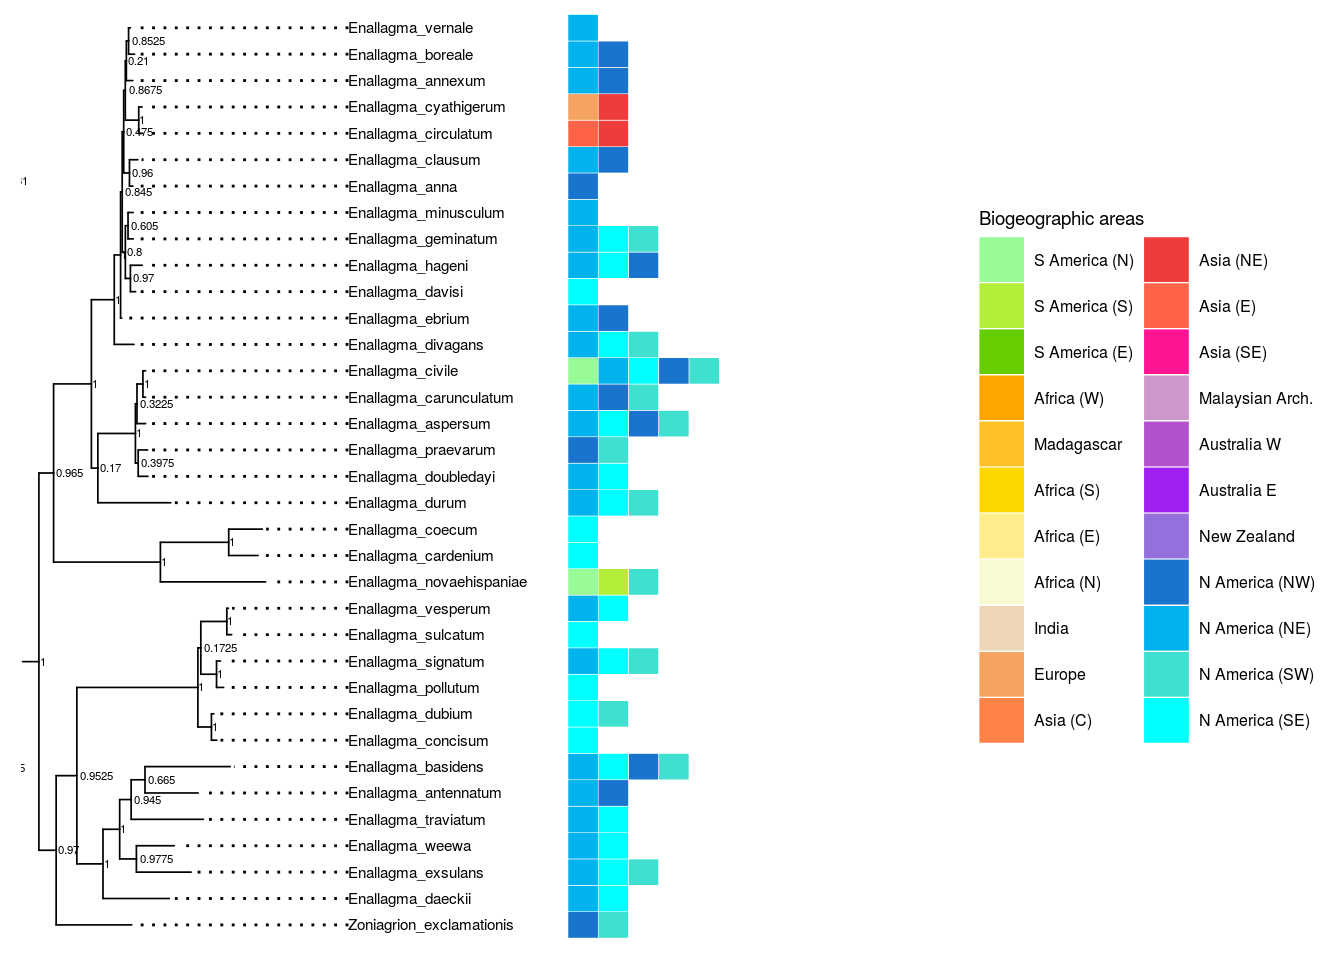 Enallagma_vernale
0.8525
Enallagma_boreale
0.21
Enallagma_annexum
0.8675
Enallagma_cyathigerum
1
0.475
Enallagma_circulatum
Enallagma_clausum
0.96
Enallagma_anna
0.845
Enallagma_minusculum
0.605
Enallagma_geminatum
0.8
Enallagma_hageni
0.97
Enallagma_davisi
1
Enallagma_ebrium
Enallagma_divagans
Enallagma_civile
1
1
Enallagma_carunculatum
0.3225
Enallagma_aspersum
1
Enallagma_praevarum
0.3975
0.17
0.965
Enallagma_doubledayi
Enallagma_durum
Enallagma_coecum
1
Enallagma_cardenium
1
Enallagma_novaehispaniae
Enallagma_vesperum
1
Enallagma_sulcatum
0.1725
1
Enallagma_signatum
1
Enallagma_pollutum
1
Enallagma_dubium
1
Enallagma_concisum
Enallagma_basidens
0.9525
0.665
Enallagma_antennatum
0.945
Enallagma_traviatum
1
Enallagma_weewa
0.97
0.9775
1
Enallagma_exsulans
Enallagma_daeckii
Zoniagrion_exclamationis
Biogeographic areas
S America (N)
S America (S)
S America (E)
Africa (W)
Madagascar
Africa (S)
Africa (E)
Africa (N)
India
Europe
Asia (C)
Asia (NE)
Asia (E)
Asia (SE)
Malaysian Arch.
Australia W
Australia E
New Zealand
N America (NW)
N America (NE)
N America (SW)
N America (SE)